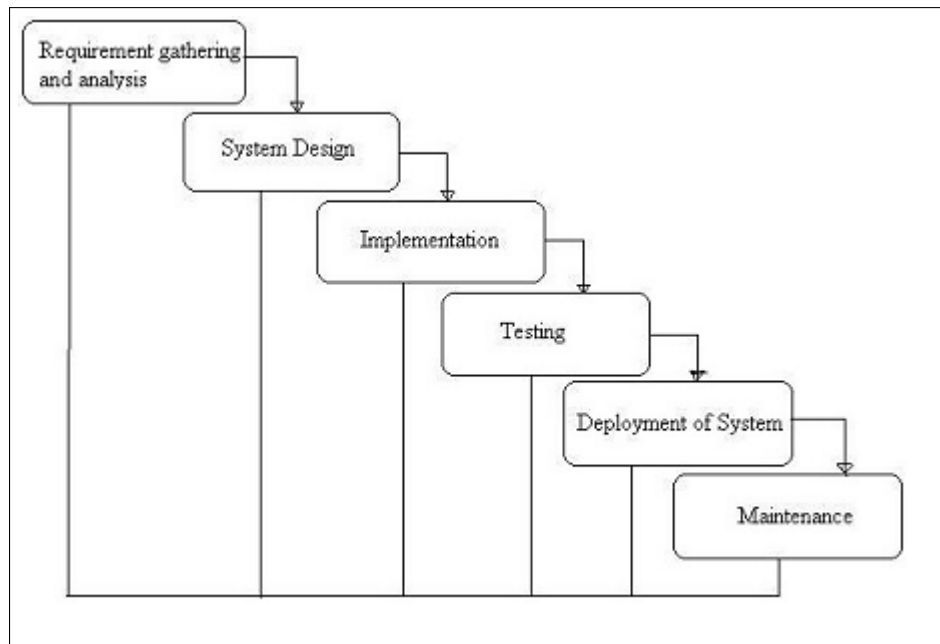 Requirement gathering
and analysis
System Design
Implementation
Testing
Deployment of System
Maintenance